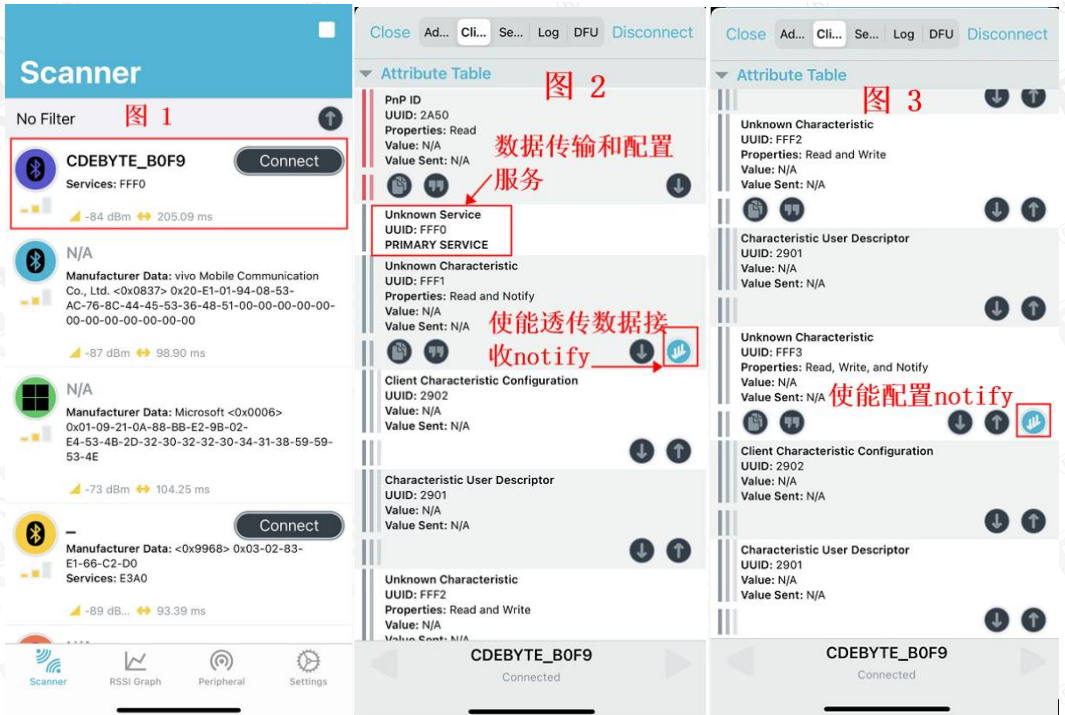 Scanner
No Filter
图 1
CDEBYTE_B0F9
Connect
Services: FFF0
-84 dBm
205.09 ms
N/A
Manufacturer Data: vivo Mobile Communication
Co., Ltd. <0x0837> 0x20-E1-01-94-08-53-
AC-76-8C-44-45-53-36-48-51-00-00-00-00-00-
00-00-00-00-00-00
-87 dBm
98.90 ms
N/A
Manufacturer Data: Microsoft <0x0006>
0x01-09-21-0A-88-BB-E2-9B-02-
E4-53-4B-2D-32-30-32-32-30-34-31-38-59-59-
53-4E
-73 dBm
104.25 ms
_
Connect
Manufacturer Data: <0x9968> 0x03-02-83-
E1-66-C2-D0
Services: E3A0
-89 dB...
93.39 ms
Scanner
RSSI Graph
Peripheral
Settings
Close
Ad...
Cli...
Se...
Log
DFU
Disconnect
Attribute Table
图 2
PnP ID
UUID: 2A50
Properties: Read
Value: N/A
Value Sent: N/A
数据传输和配置
服务
Unknown Service
UUID: FFF0
PRIMARY SERVICE
Unknown Characteristic
UUID: FFF1
Properties: Read and Notify
Value: N/A
Value Sent: N/A
使能透传数据接
收notify
Client Characteristic Configuration
UUID: 2902
Value: N/A
Value Sent: N/A
Characteristic User Descriptor
UUID: 2901
Value: N/A
Value Sent: N/A
Unknown Characteristic
UUID: FFF2
Properties: Read and Write
Value: N/A
Value Sent: N/A
CDEBYTE_B0F9
Connected
Close
Ad...
Cli...
Se...
Log
DFU
Disconnect
Attribute Table
图 3
Unknown Characteristic
UUID: FFF2
Properties: Read and Write
Value: N/A
Value Sent: N/A
Characteristic User Descriptor
UUID: 2901
Value: N/A
Value Sent: N/A
Unknown Characteristic
UUID: FFF3
Properties: Read, Write, and Notify
Value: N/A
Value Sent: N/A
使能配置notify
Client Characteristic Configuration
UUID: 2902
Value: N/A
Value Sent: N/A
Characteristic User Descriptor
UUID: 2901
Value: N/A
Value Sent: N/A
CDEBYTE_B0F9
Connected